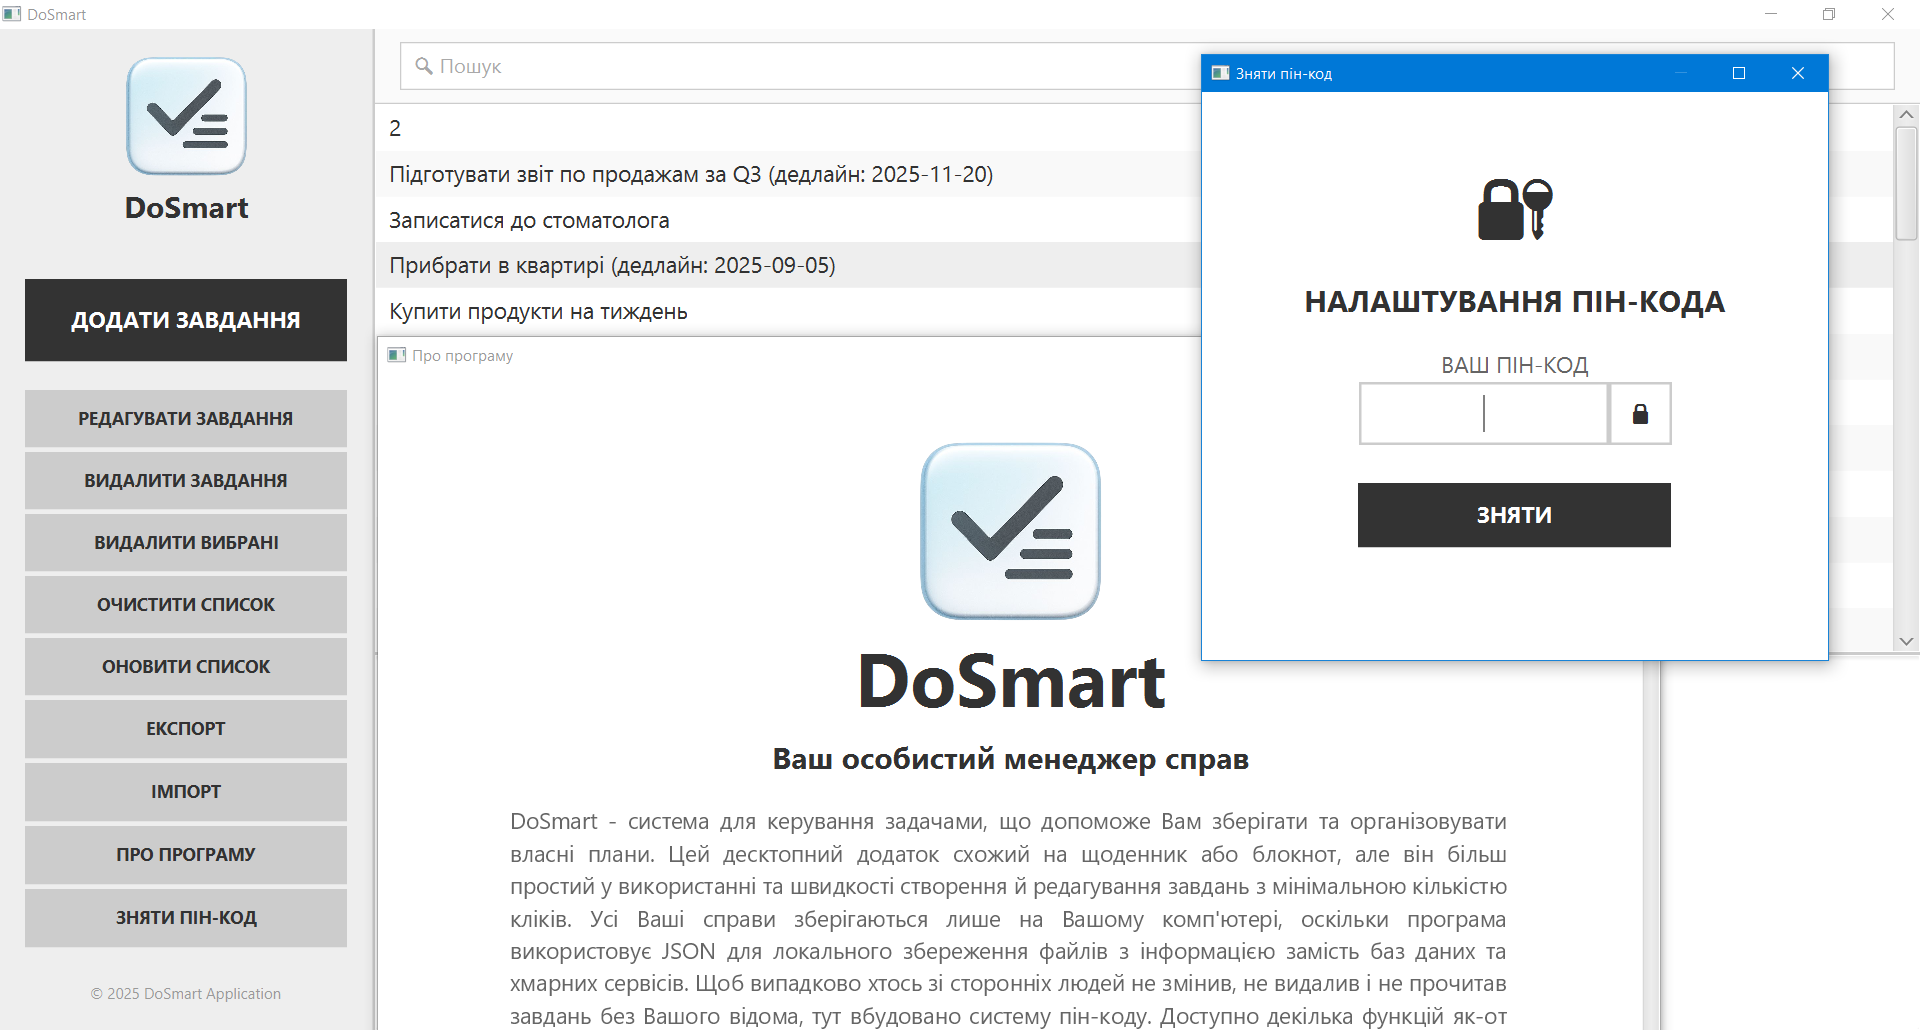 DoSmart
DoSmart
ДОДАТИ ЗАВДАННЯ
РЕДАГУВАТИ ЗАВДАННЯ
ВИДАЛИТИ ЗАВДАННЯ
ВИДАЛИТИ ВИБРАНІ
ОЧИСТИТИ СПИСОК
ОНОВИТИ СПИСОК
ЕКСПОРТ
ІМПОРТ
ПРО ПРОГРАМУ
ЗНЯТИ ПІН-КОД
© 2025 DoSmart Application
Пошук
2
Підготувати звіт по продажам за Q3 (дедлайн: 2025-11-20)
Записатися до стоматолога
Прибрати в квартирі (дедлайн: 2025-09-05)
Купити продукти на тиждень
Про програму
DoSmart
Ваш особистий менеджер справ
DoSmart - система для керування задачами, що допоможе Вам зберігати та організовувати
власні плани. Цей десктопний додаток схожий на щоденник або блокнот, але він більш
простий у використанні та швидкості створення й редагування завдань з мінімальною кількістю
кліків. Усі Ваші справи зберігаються лише на Вашому комп'ютері, оскільки програма
використовує JSON для локального збереження файлів з інформацією замість баз даних та
хмарних сервісів. Щоб випадково хтось зі сторонніх людей не змінив, не видалив і не прочитав
завдань без Вашого відома, тут вбудовано систему пін-коду. Доступно декілька функцій як-от
Зняти пін-код
НАЛАШТУВАННЯ ПІН-КОДА
ВАШ ПІН-КОД
ЗНЯТИ